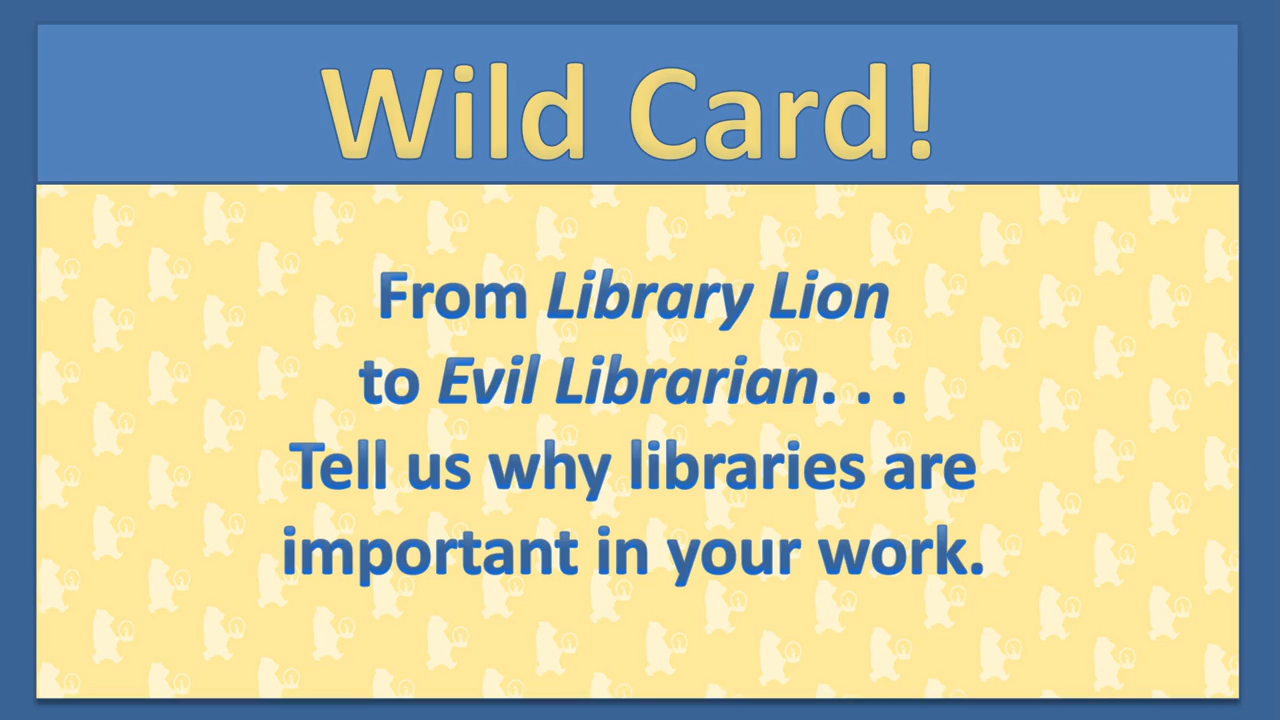 Wild Card!
From Library Lion
to Evil Librarian. . .
Tell us why libraries are
important in your work.